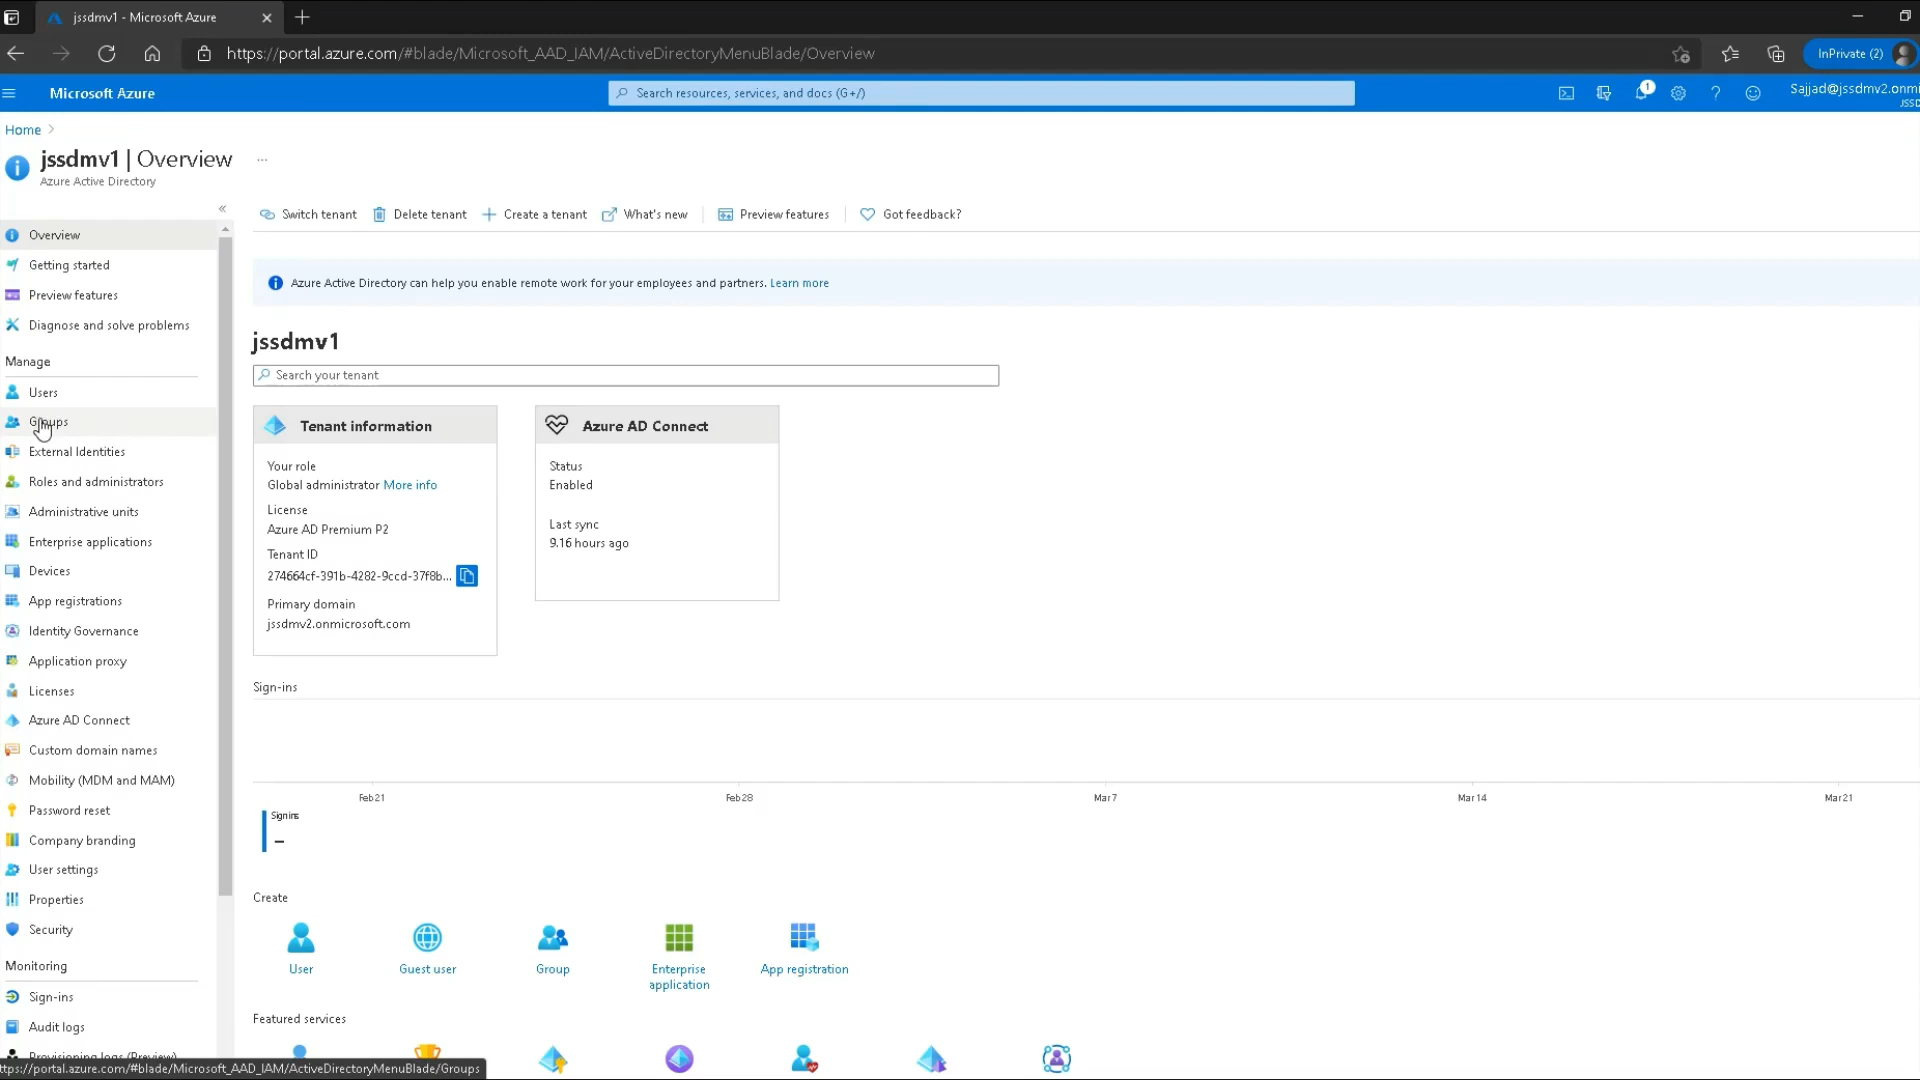 jssdmv1 - Microsoft Azure
https://portal.azure.com/#blade/Microsoft_AAD_IAM/ActiveDirectoryMenuBlade/Overview
InPrivate (2)
Microsoft Azure
Search resources, services, and docs (G+/)
1
Sajjad@jssdmv2.onmi
JSSD
Home
jssdmv1 | Overview
Azure Active Directory
Switch tenant
Delete tenant
Create a tenant
What's new
Preview features
Got feedback?
Overview
Getting started
Preview features
Diagnose and solve problems
Manage
Users
Groups
External Identities
Roles and administrators
Administrative units
Enterprise applications
Devices
App registrations
Identity Governance
Application proxy
Licenses
Azure AD Connect
Custom domain names
Mobility (MDM and MAM)
Password reset
Company branding
User settings
Properties
Security
Monitoring
Sign-ins
Audit logs
Provisioning logs (Preview)
Azure Active Directory can help you enable remote work for your employees and partners. Learn more
jssdmv1
Search your tenant
Tenant information
Your role
Global administrator More info
License
Azure AD Premium P2
Tenant ID
274664cf-391b-4282-9ccd-37f8b...
Primary domain
jssdmv2.onmicrosoft.com
Azure AD Connect
Status
Enabled
Last sync
9.16 hours ago
Sign-ins
Feb 21
Feb 28
Mar 7
Mar 14
Mar 21
Sign ins
–
Create
User
Guest user
Group
Enterprise
application
App registration
Featured services
ttps://portal.azure.com/#blade/Microsoft_AAD_IAM/ActiveDirectoryMenuBlade/Groups